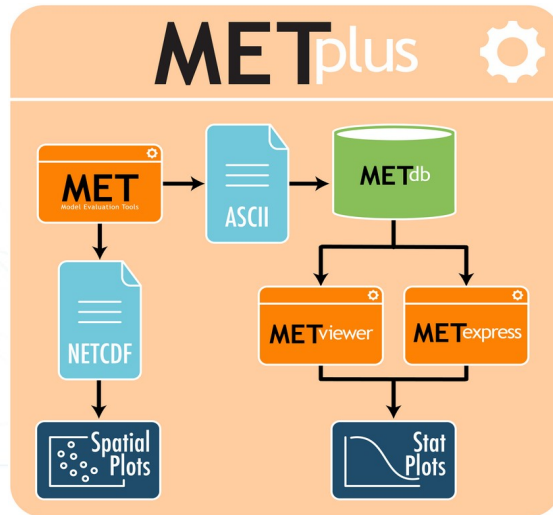 METplus
MET
Model Evaluation Tools
ASCII
METdb
NETCDF
METviewer
METexpress
Spatial
Plots
Stat
Plots